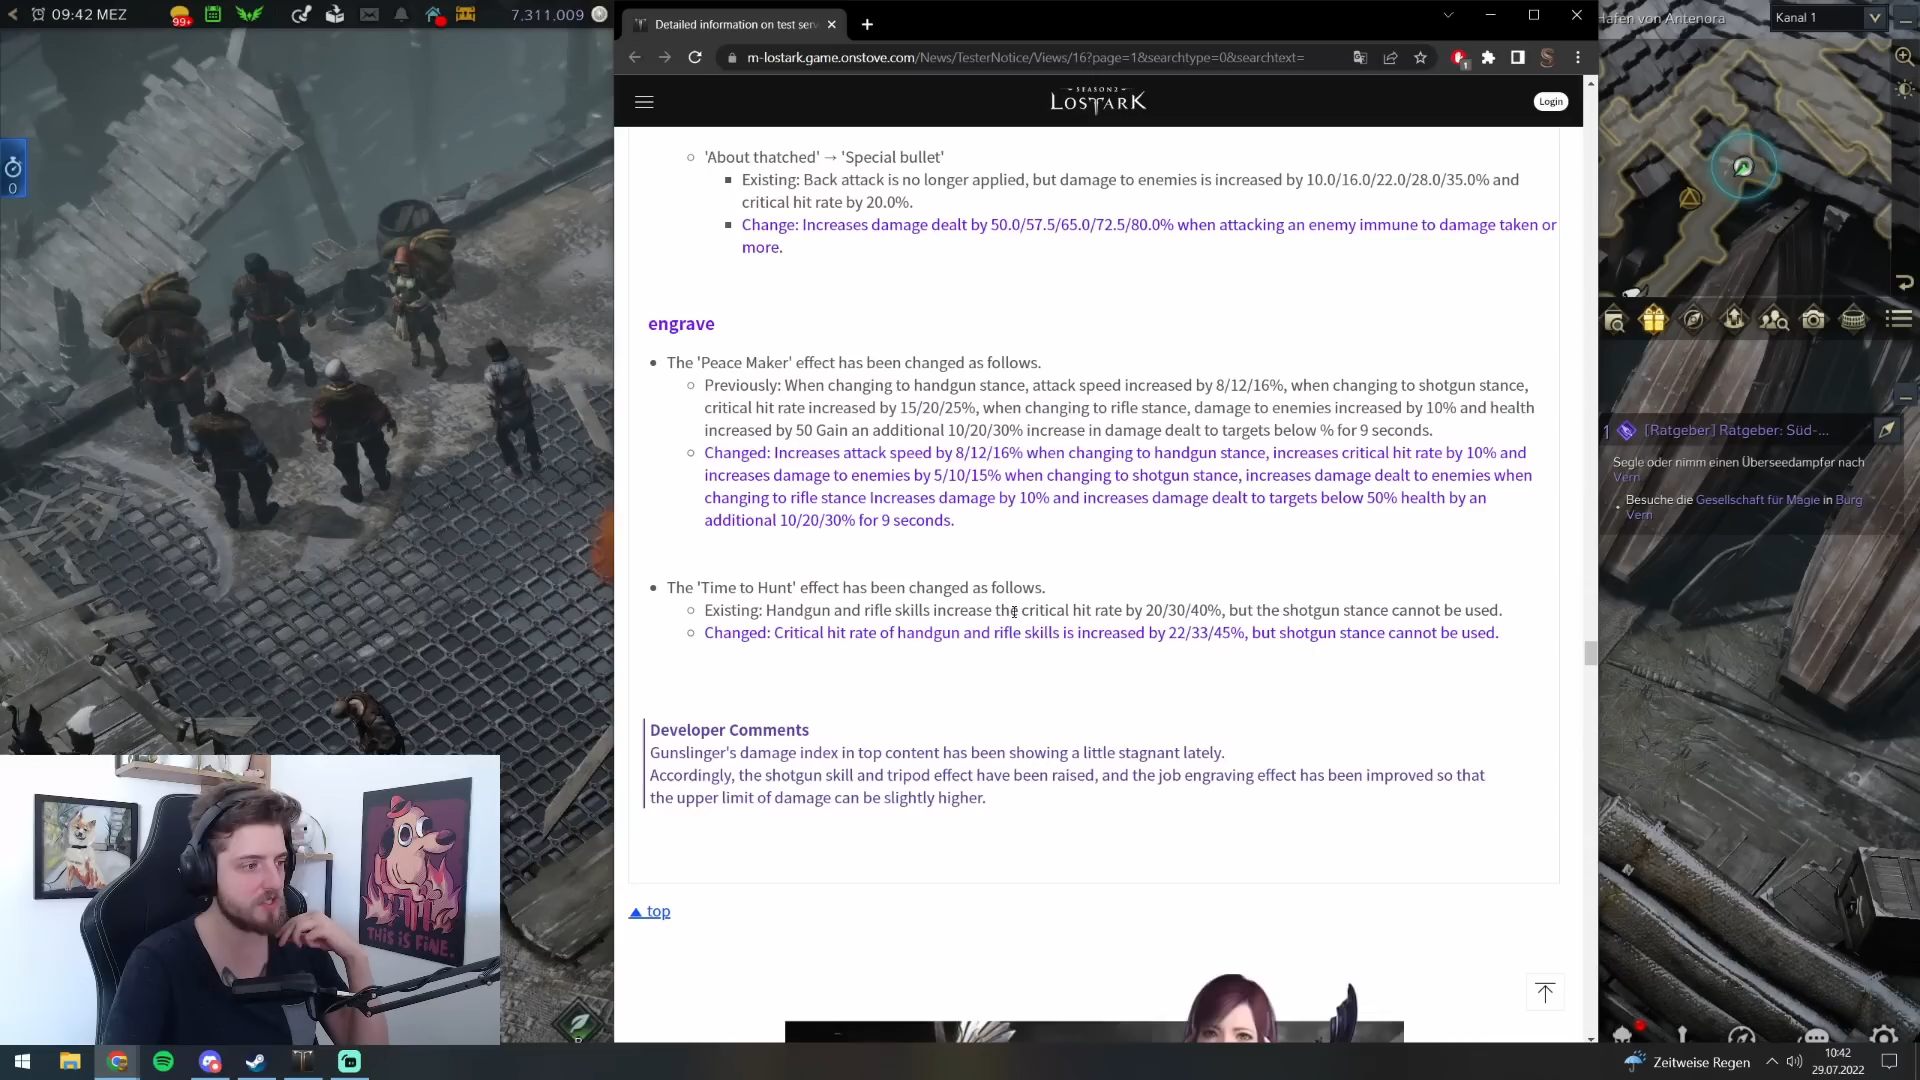 09:42 MEZ
99+
7,311,009
Detailed information on test ser
m-lostark.game.onstove.com/News/TesterNotice/Views/16?page=1&searchtype=0&searchtext=
1
Hafen von Antenora
Kanal 1
SEASON2
LOSTARK
Login
0
'About thatched' → 'Special bullet'
Existing: Back attack is no longer applied, but damage to enemies is increased by 10.0/16.0/22.0/28.0/35.0% and
critical hit rate by 20.0%.
Change: Increases damage dealt by 50.0/57.5/65.0/72.5/80.0% when attacking an enemy immune to damage taken or
more.
engrave
The 'Peace Maker' effect has been changed as follows.
Previously: When changing to handgun stance, attack speed increased by 8/12/16%, when changing to shotgun stance,
critical hit rate increased by 15/20/25%, when changing to rifle stance, damage to enemies increased by 10% and health
increased by 50 Gain an additional 10/20/30% increase in damage dealt to targets below % for 9 seconds.
Changed: Increases attack speed by 8/12/16% when changing to handgun stance, increases critical hit rate by 10% and
increases damage to enemies by 5/10/15% when changing to shotgun stance, increases damage dealt to enemies when
changing to rifle stance Increases damage by 10% and increases damage dealt to targets below 50% health by an
additional 10/20/30% for 9 seconds.
The 'Time to Hunt' effect has been changed as follows.
Existing: Handgun and rifle skills increase the critical hit rate by 20/30/40%, but the shotgun stance cannot be used.
Changed: Critical hit rate of handgun and rifle skills is increased by 22/33/45%, but shotgun stance cannot be used.
Developer Comments
Gunslinger's damage index in top content has been showing a little stagnant lately.
Accordingly, the shotgun skill and tripod effect have been raised, and the job engraving effect has been improved so that
the upper limit of damage can be slightly higher.
top
1 [Ratgeber] Ratgeber: Süd-...
Segle oder nimm einen Überseedampfer nach
Vern
Besuche die Gesellschaft für Magie in Burg
Vern
THIS IS FINE.
Zeitweise Regen
10:42
29.07.2022